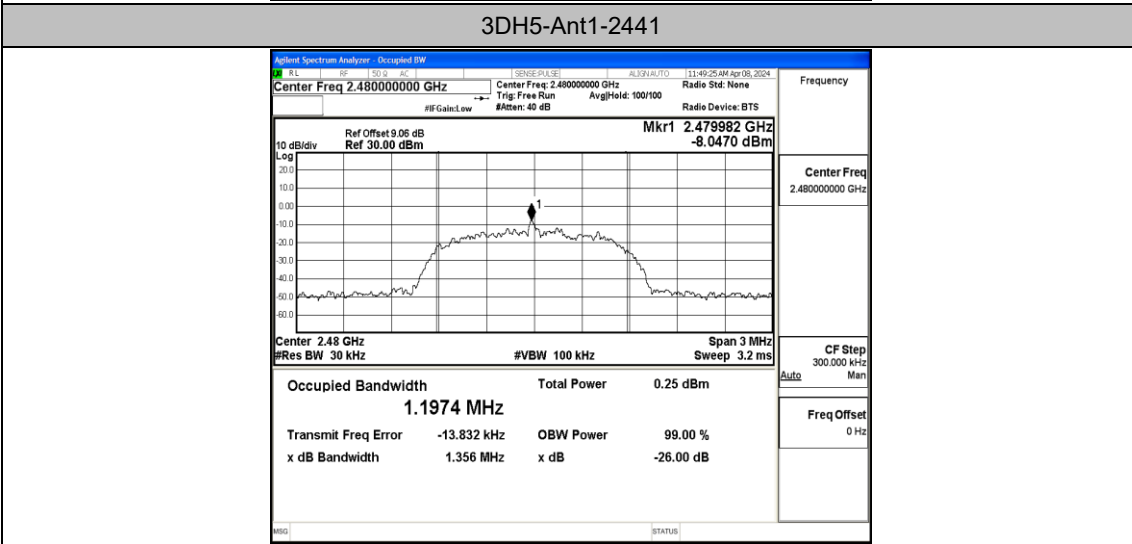 3DH5-Ant1-2441
Agilent Spectrum Analyzer - Occupied BW
RL RF 50 Ω AC SENSE:PULSE ALIGN AUTO 11:49:25 AM Apr 08, 2024
Center Freq 2.480000000 GHz Center Freq: 2.480000000 GHz Radio Std: None Frequency
Trig: Free Run Avg|Hold: 100/100
#IFGain:Low #Atten: 40 dB Radio Device: BTS
Mkr1 2.479982 GHz
-8.0470 dBm
Ref Offset 9.06 dB
10 dB/div Ref 30.00 dBm
Log
20.0
10.0
0.00
-10.0
-20.0
-30.0
-40.0
-50.0
-60.0
1
Center Freq
2.480000000 GHz
Center 2.48 GHz Span 3 MHz
#Res BW 30 kHz #VBW 100 kHz Sweep 3.2 ms
CF Step
300.000 kHz
Auto Man
Occupied Bandwidth Total Power 0.25 dBm
1.1974 MHz
Transmit Freq Error -13.832 kHz OBW Power 99.00 %
x dB Bandwidth 1.356 MHz x dB -26.00 dB
Freq Offset
0 Hz
MSG STATUS